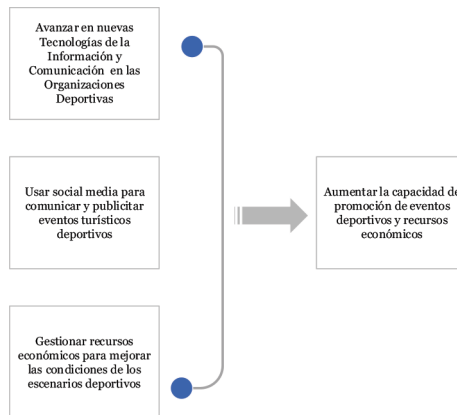 Avanzar en nuevas
Tecnologías de la
Información y
Comunicación en las
Organizaciones
Deportivas
Usar social media para
comunicar y publicitar
eventos turísticos
deportivos
Gestionar recursos
económicos para mejorar
las condiciones de los
escenarios deportivos
Aumentar la capacidad de
promoción de eventos
deportivos y recursos
económicos